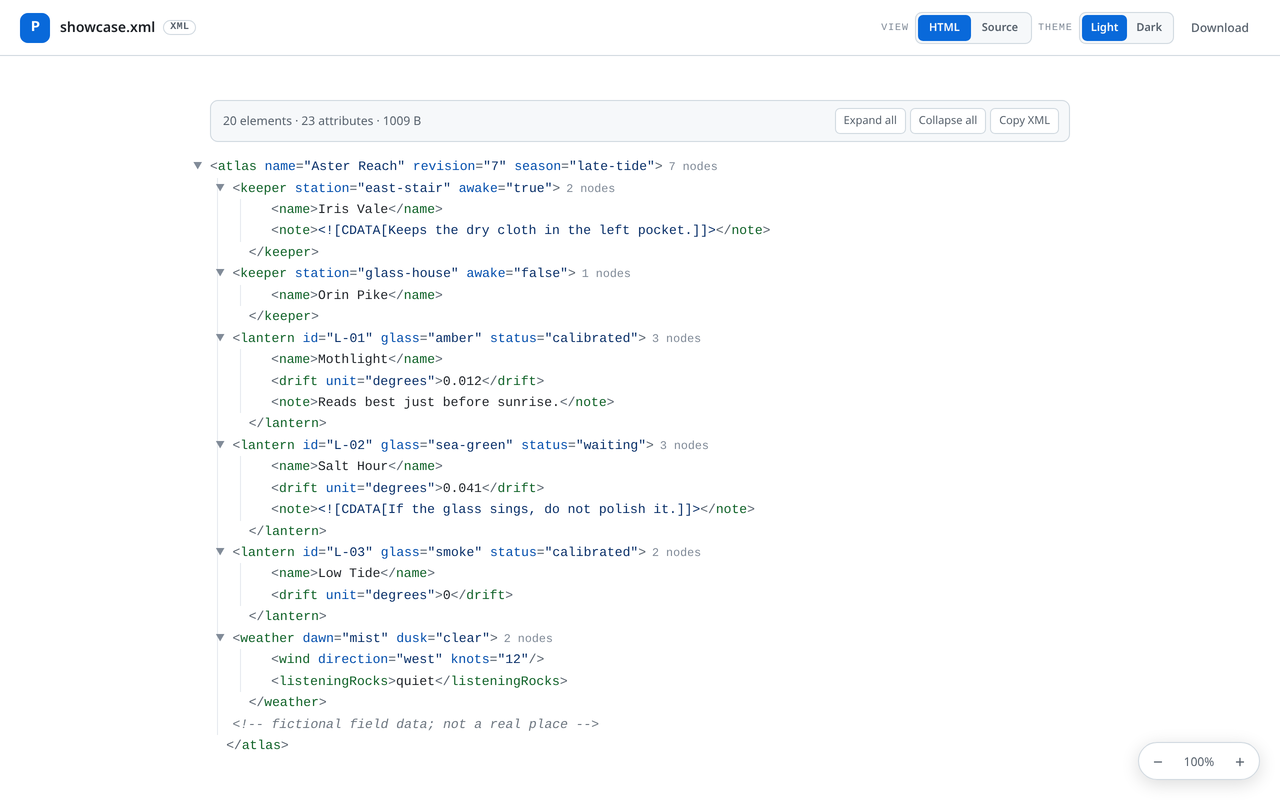 P showcase.xml XML VIEW HTML Source THEME Light Dark Download
20 elements · 23 attributes · 1009 B Expand all Collapse all Copy XML
<atlas name="Aster Reach" revision="7" season="late-tide"> 7 nodes
<keeper station="east-stair" awake="true"> 2 nodes
<name>Iris Vale</name>
<note><![CDATA[Keeps the dry cloth in the left pocket.]]></note>
</keeper>
<keeper station="glass-house" awake="false"> 1 nodes
<name>Orin Pike</name>
</keeper>
<lantern id="L-01" glass="amber" status="calibrated"> 3 nodes
<name>Mothlight</name>
<drift unit="degrees">0.012</drift>
<note>Reads best just before sunrise.</note>
</lantern>
<lantern id="L-02" glass="sea-green" status="waiting"> 3 nodes
<name>Salt Hour</name>
<drift unit="degrees">0.041</drift>
<note><![CDATA[If the glass sings, do not polish it.]]></note>
</lantern>
<lantern id="L-03" glass="smoke" status="calibrated"> 2 nodes
<name>Low Tide</name>
<drift unit="degrees">0</drift>
</lantern>
<weather dawn="mist" dusk="clear"> 2 nodes
<wind direction="west" knots="12"/>
<listeningRocks>quiet</listeningRocks>
</weather>
<!-- fictional field data; not a real place -->
</atlas>
− 100% +